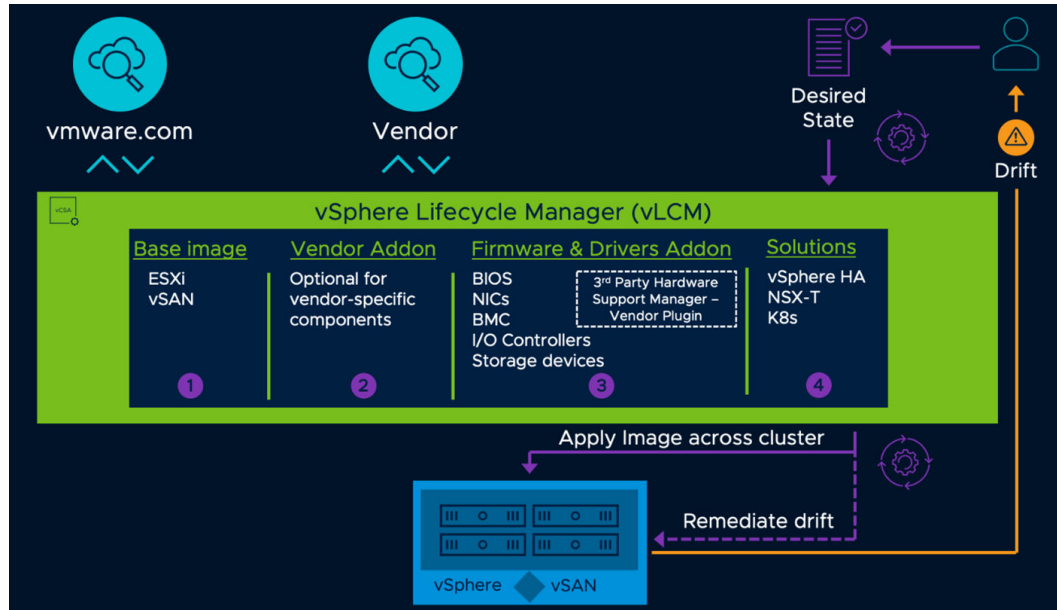 vmware.com
Vendor
Desired
State
Drift
vCSA
vSphere Lifecycle Manager (vLCM)
Base image
ESXi
vSAN
1
Vendor Addon
Optional for
vendor-specific
components
2
Firmware & Drivers Addon
BIOS
NICs
BMC
I/O Controllers
Storage devices
3rd Party Hardware
Support Manager –
Vendor Plugin
3
Solutions
vSphere HA
NSX-T
K8s
4
Apply Image across cluster
Remediate drift
vSphere
vSAN